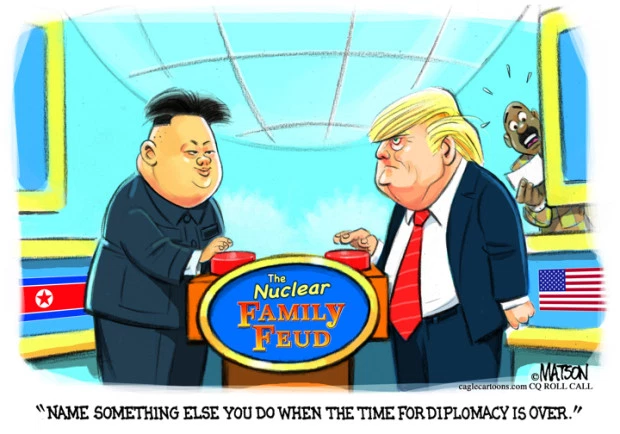 The
Nuclear
FAMILY
FEUD
©MATSON
caglecartoons.com CQ ROLL CALL
"NAME SOMETHING ELSE YOU DO WHEN THE TIME FOR DIPLOMACY IS OVER."